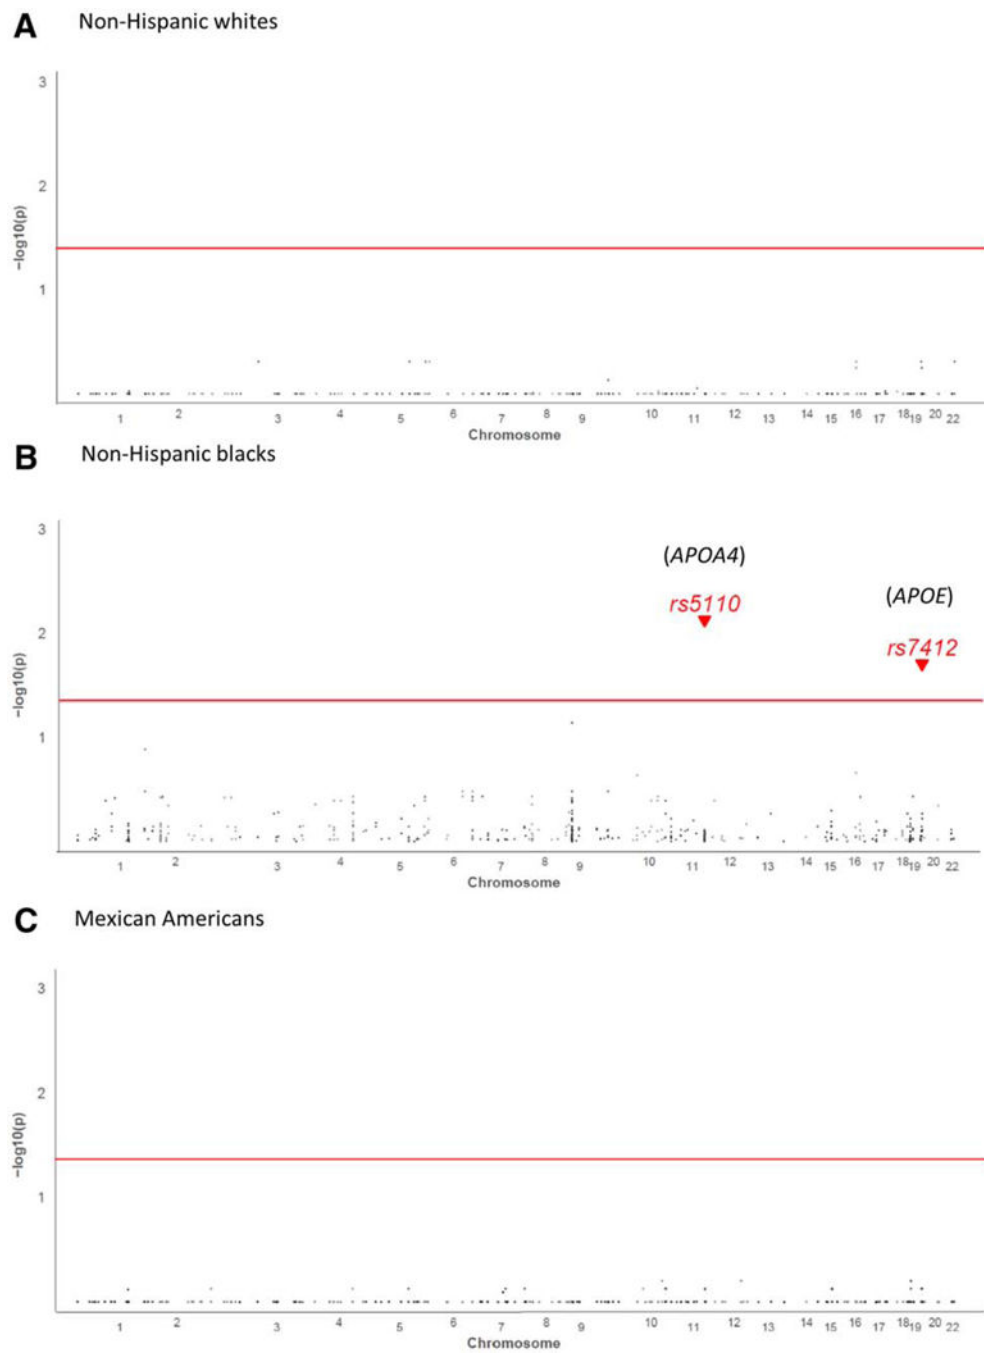 A Non-Hispanic whites
3
2
−log10(p)
1
1 2 3 4 5 6 7 8 9 10 11 12 13 14 15 16 17 18 19 20 22
Chromosome
B Non-Hispanic blacks
3
(APOA4)
(APOE)
rs5110
2
rs7412
−log10(p)
1
1 2 3 4 5 6 7 8 9 10 11 12 13 14 15 16 17 18 19 20 22
Chromosome
C Mexican Americans
3
2
−log10(p)
1
1 2 3 4 5 6 7 8 9 10 11 12 13 14 15 16 17 18 19 20 22
Chromosome